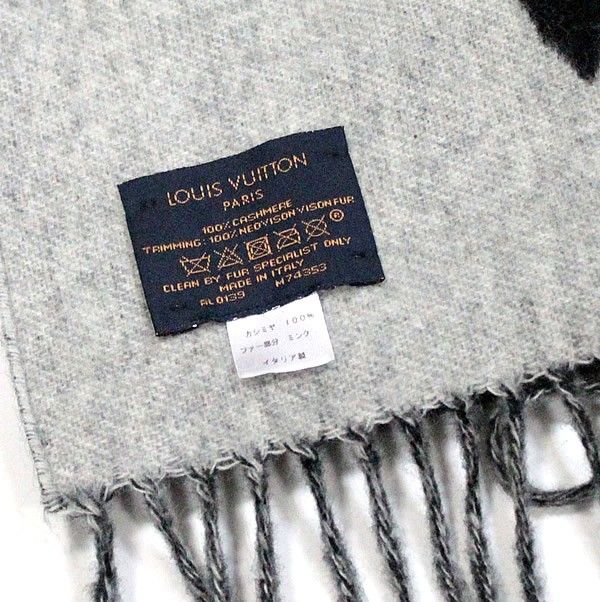 LOUIS VUITTON
PARIS
100% CASHMERE
TRIMMING: 100% NEOVISON VISON FUR
®
CLEAN BY FUR SPECIALIST ONLY
MADE IN ITALY
RL0139 M74353
カシミヤ 100%
ファー部分 ミンク
イタリア製